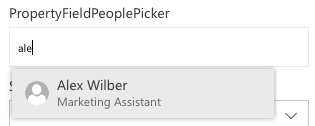 PropertyFieldPeoplePicker
ale
Alex Wilber
Marketing Assistant